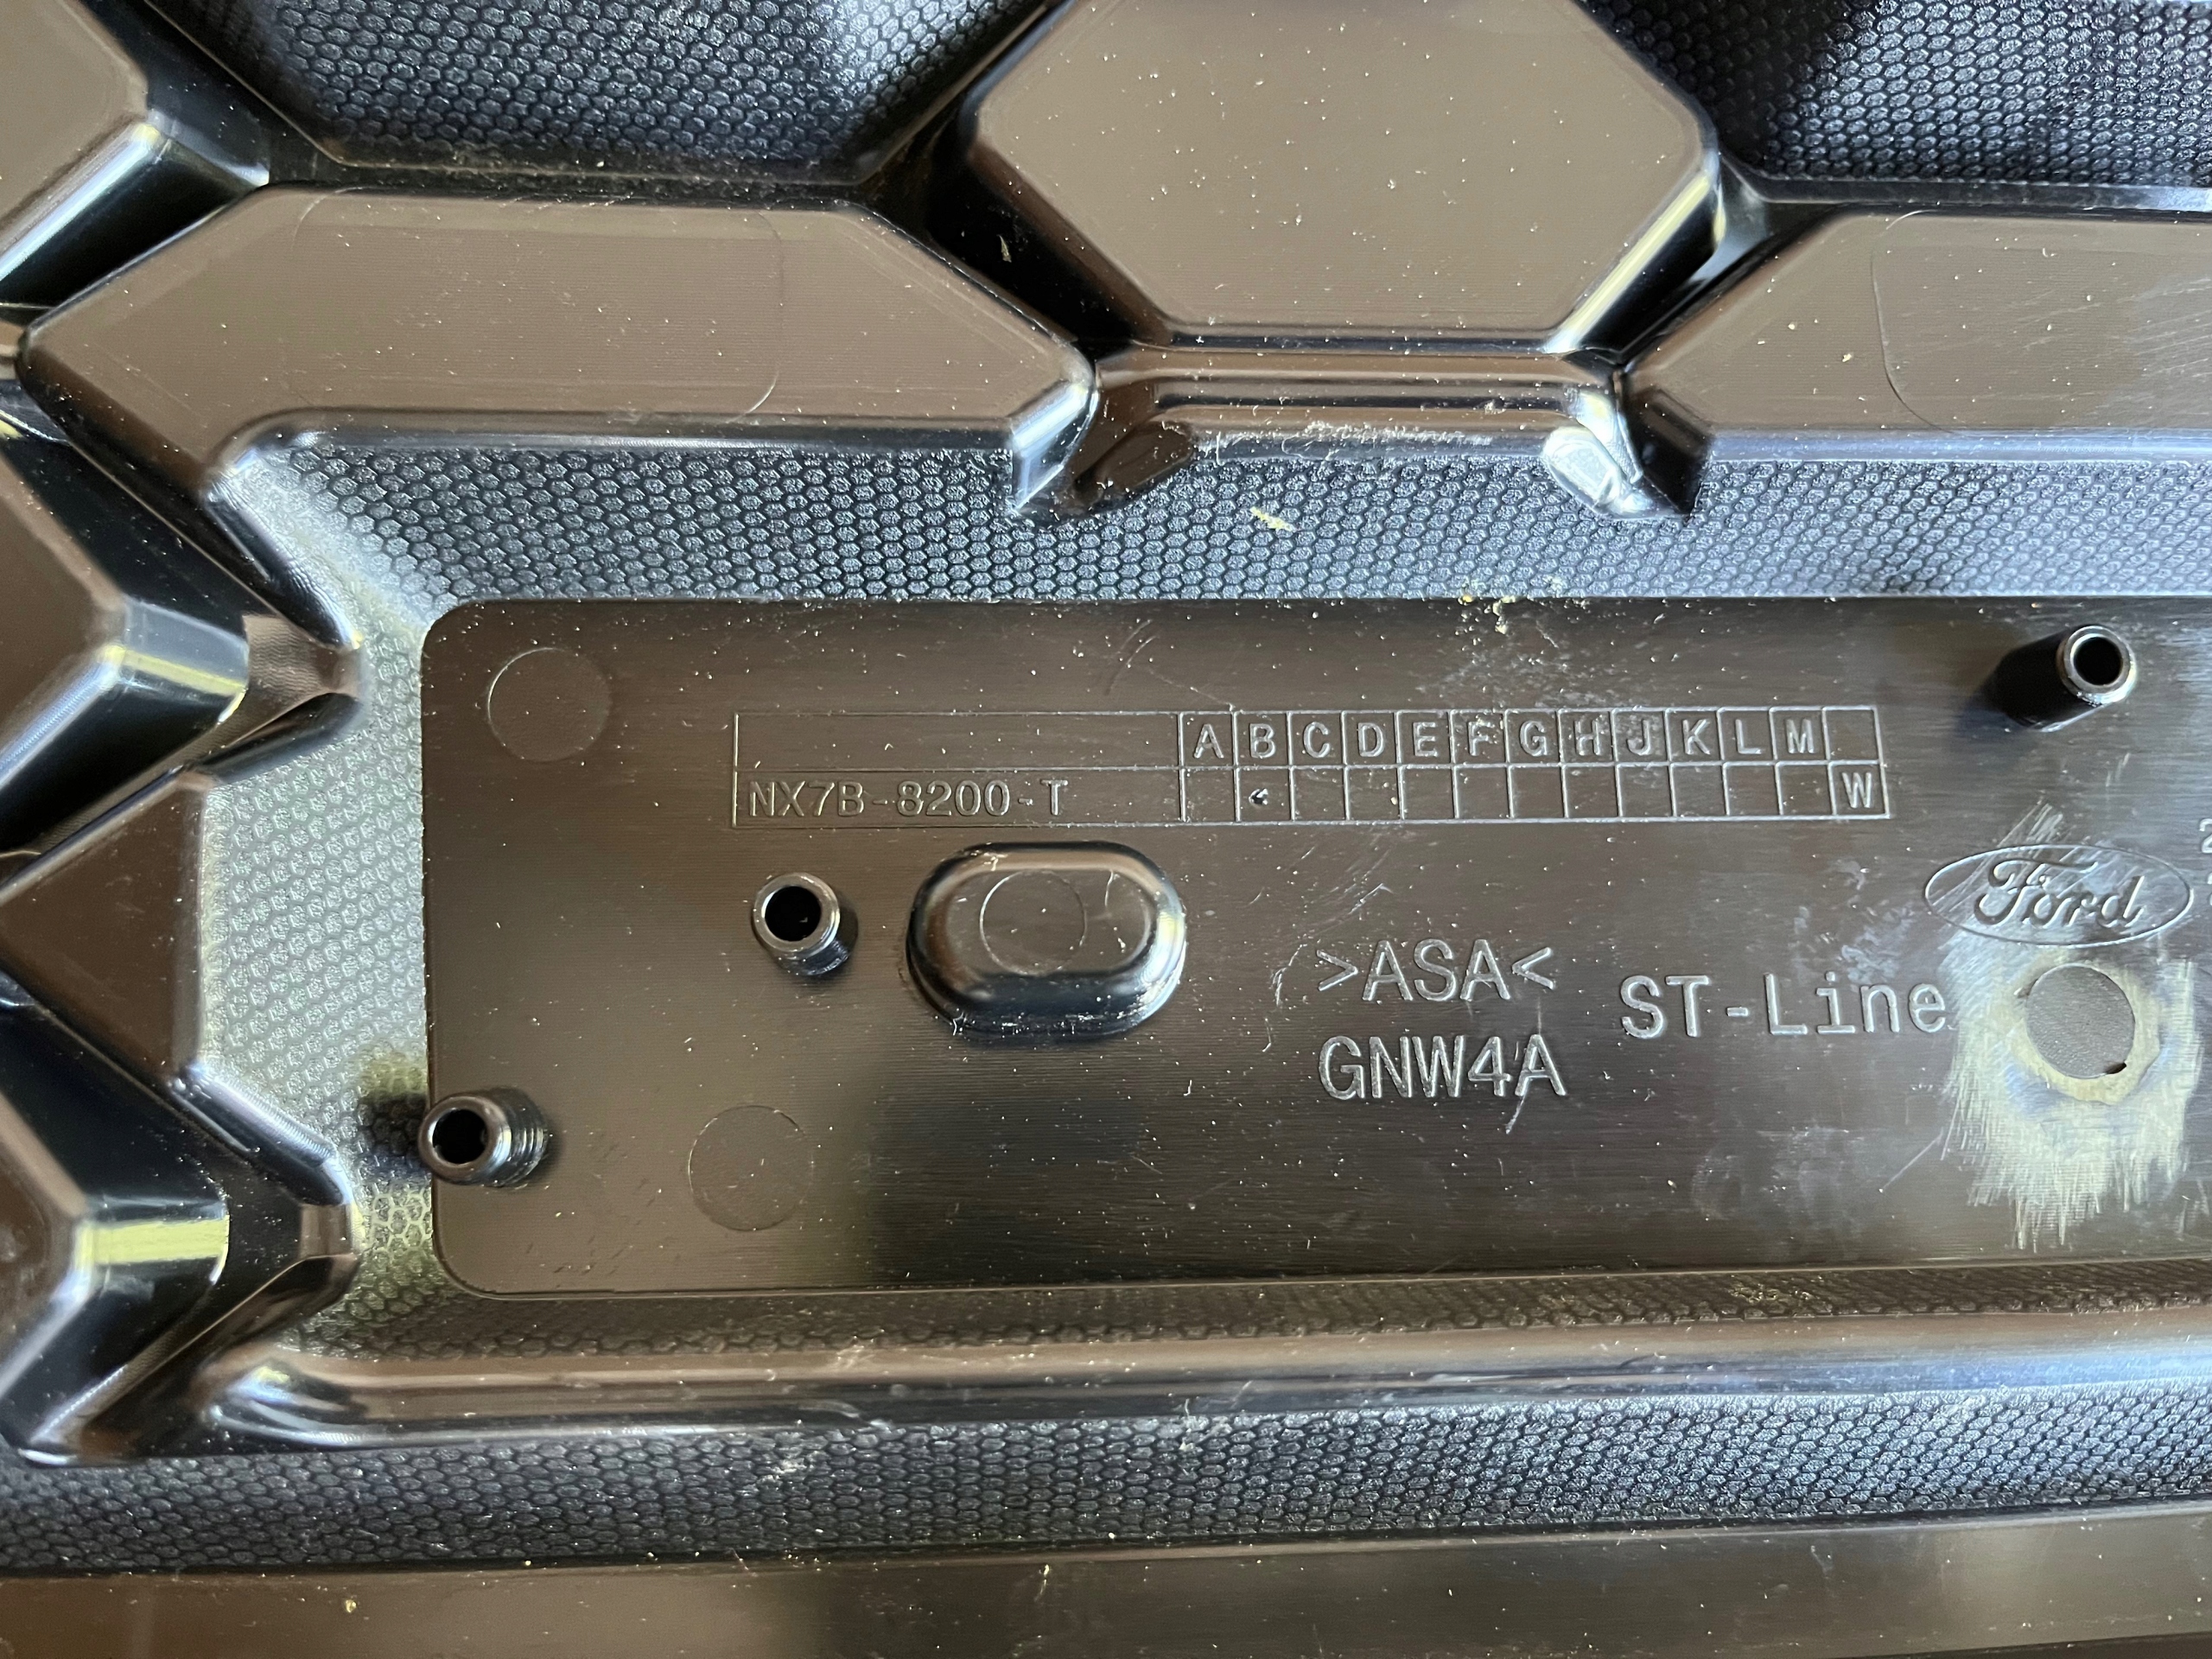 A B C D E F G H J K L M
NX7B-8200-T W
Ford
>ASA<
ST-Line
GNW4A